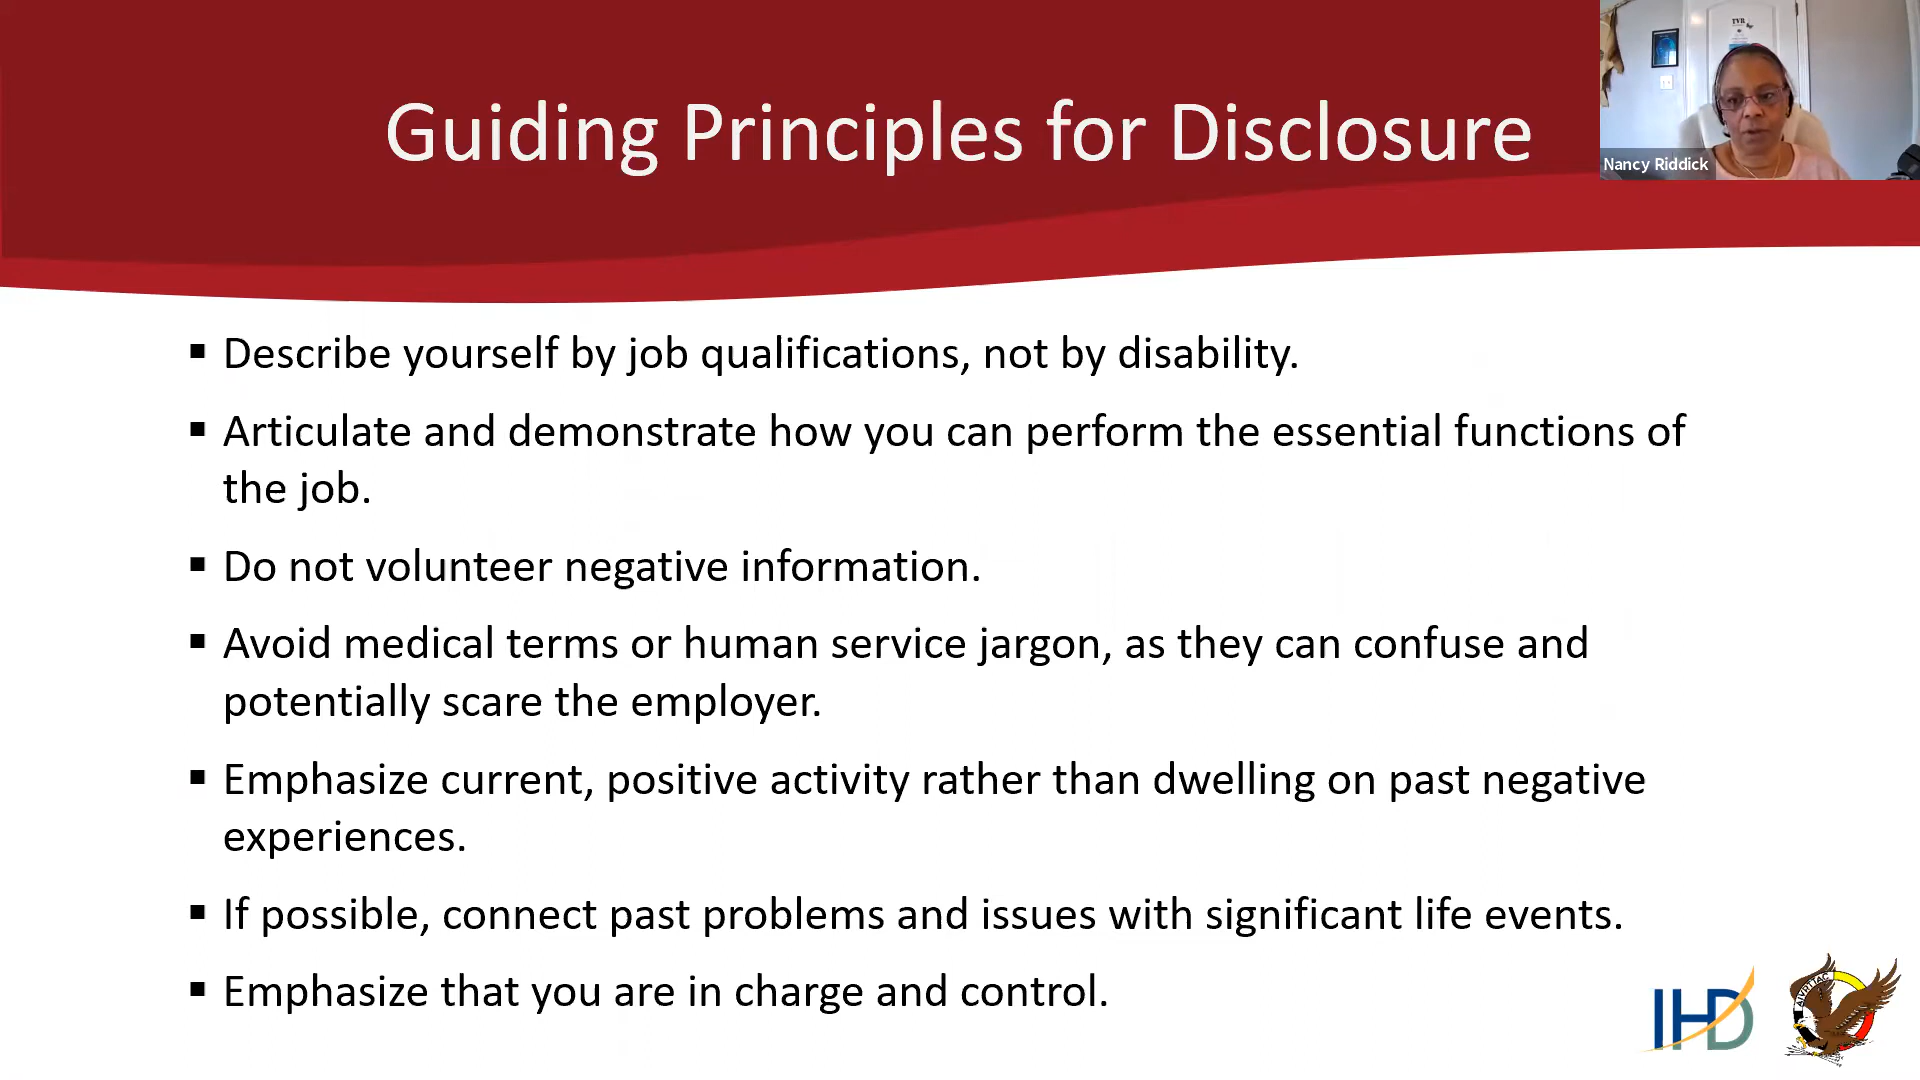 Guiding Principles for Disclosure
TVR
Nancy Riddick
▪ Describe yourself by job qualifications, not by disability.
▪ Articulate and demonstrate how you can perform the essential functions of
the job.
▪ Do not volunteer negative information.
▪ Avoid medical terms or human service jargon, as they can confuse and
potentially scare the employer.
▪ Emphasize current, positive activity rather than dwelling on past negative
experiences.
▪ If possible, connect past problems and issues with significant life events.
▪ Emphasize that you are in charge and control.
IHD
AIVRTTAC